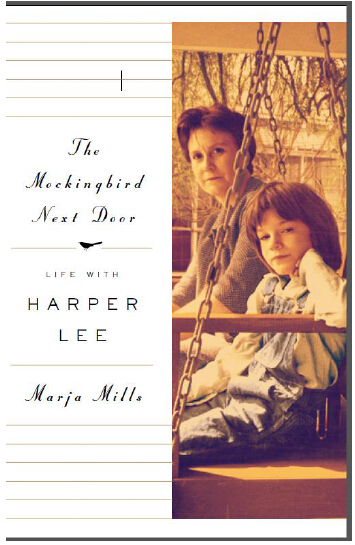 The
Mockingbird
Next Door
LIFE WITH
HARPER
LEE
Marja Mills